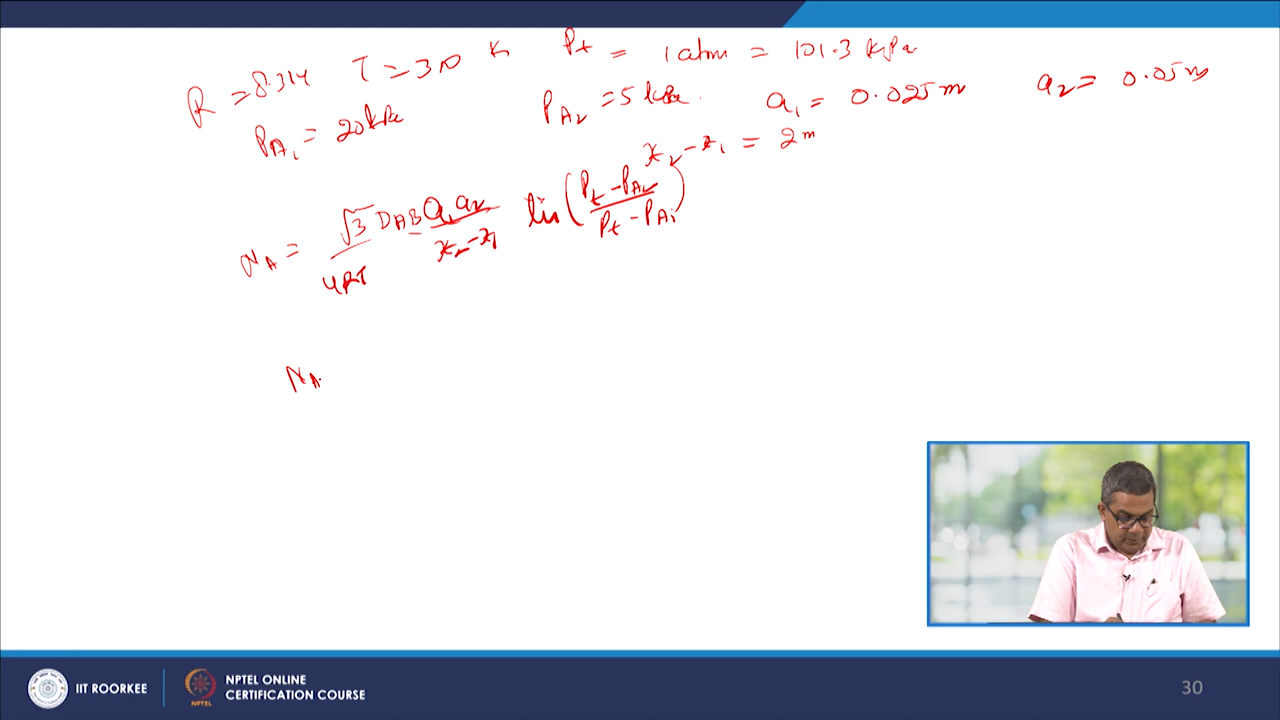 R = 8.314 T = 310 K Pt = 1 atm = 101.3 kPa
PA1 = 20 kPa PA2 = 5 kPa a1 = 0.025 m a2 = 0.05 m
x2 - x1 = 2 m
NA = √3 DAB a1 a2 / 4RT x2 - x1 ln (Pt - PA2 / Pt - PA1)
NA
IIT ROORKEE
NPTEL ONLINE
CERTIFICATION COURSE
30